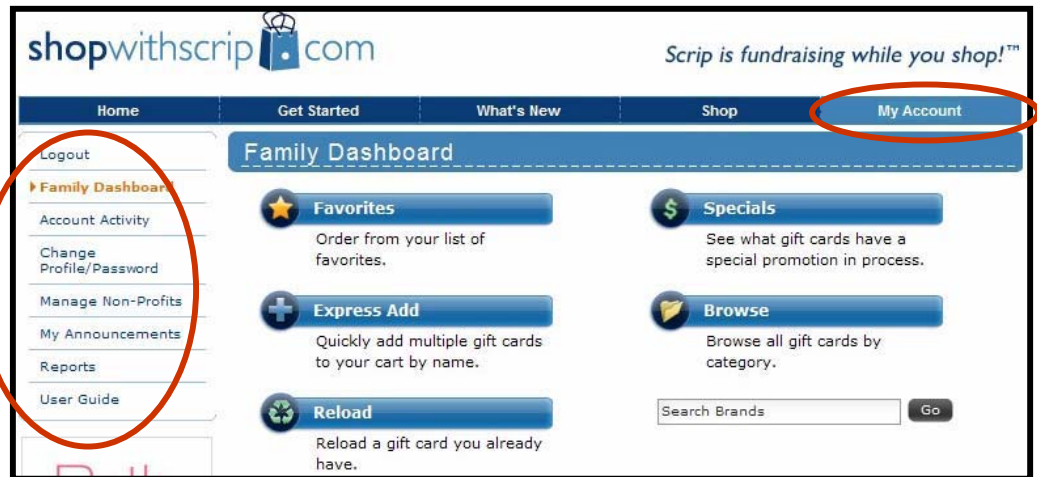 shopwithscrip.com
Scrip is fundraising while you shop!™
Home Get Started What's New Shop My Account
Logout
Family Dashboard
Account Activity
Change
Profile/Password
Manage Non-Profits
My Announcements
Reports
User Guide
Family Dashboard
Favorites
Order from your list of
favorites.
Specials
See what gift cards have a
special promotion in process.
Express Add
Quickly add multiple gift cards
to your cart by name.
Browse
Browse all gift cards by
category.
Reload
Reload a gift card you already
have.
Search Brands Go